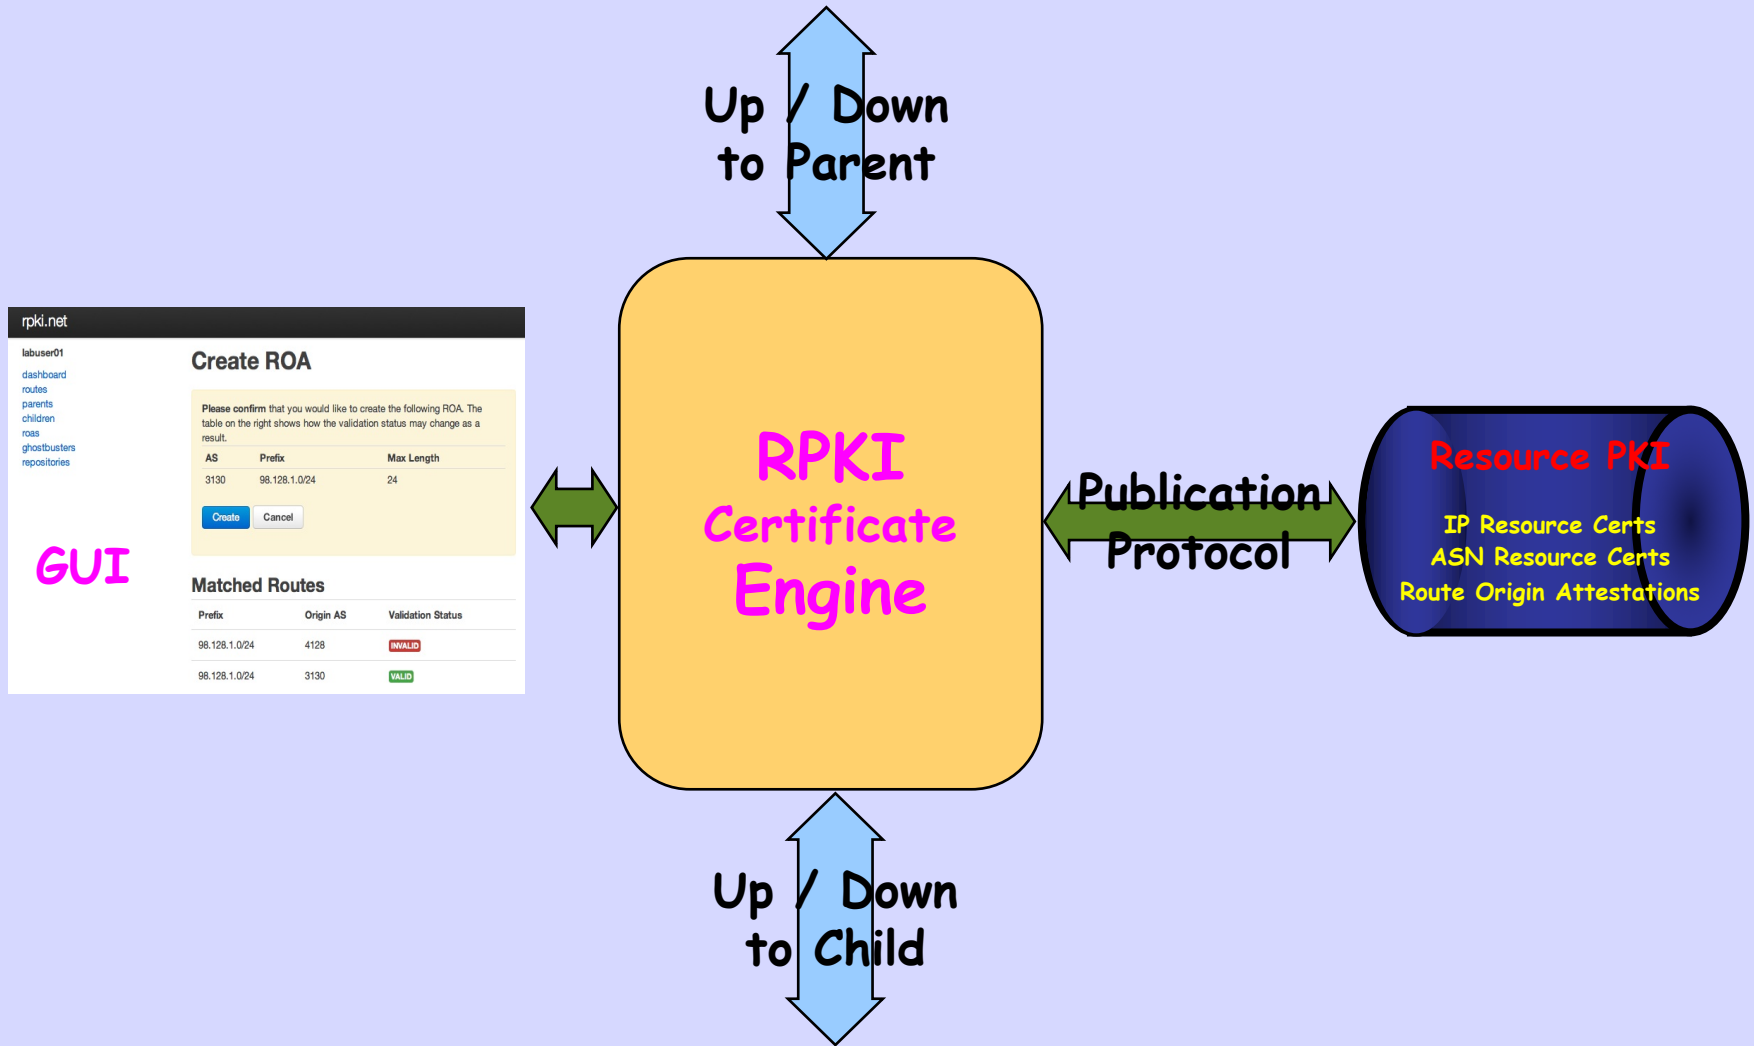 Up / Down
to Parent
rpki.net
labuser01
dashboard
routes
parents
children
roas
ghostbusters
repositories
GUI
Create ROA
Please confirm that you would like to create the following ROA. The
table on the right shows how the validation status may change as a
result.
AS Prefix Max Length
3130 98.128.1.0/24 24
Create Cancel
Matched Routes
Prefix Origin AS Validation Status
98.128.1.0/24 4128 INVALID
98.128.1.0/24 3130 VALID
RPKI
Certificate
Engine
Publication
Protocol
Resource PKI
IP Resource Certs
ASN Resource Certs
Route Origin Attestations
Up / Down
to Child